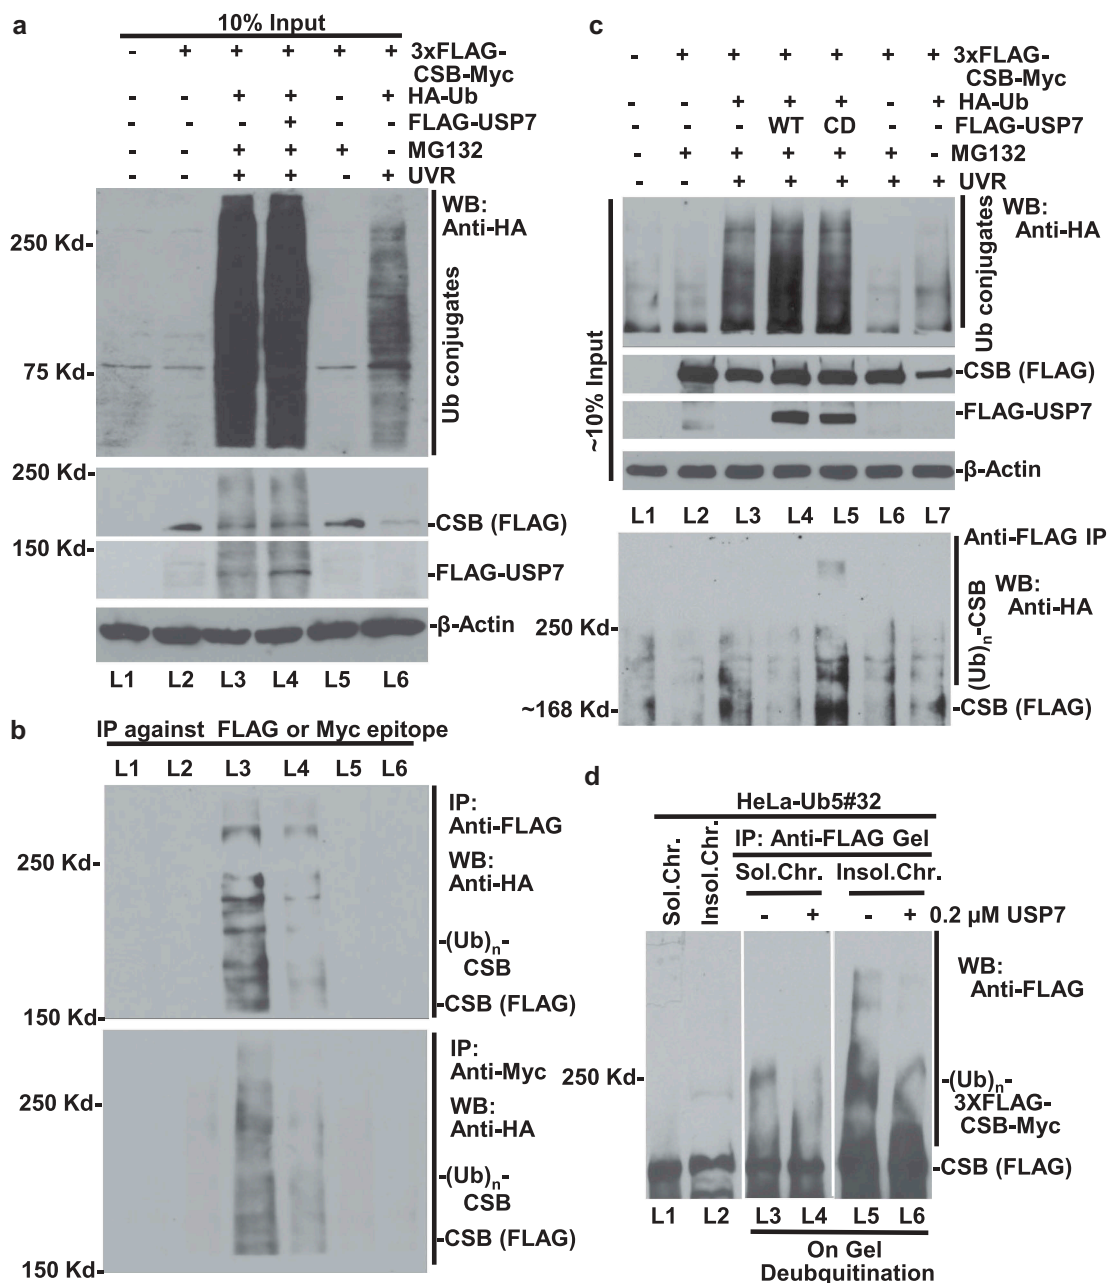 a
10% Input
- + + + + + 3xFLAG-
CSB-Myc
- - + + - + HA-Ub
- - - + - - FLAG-USP7
- - + + + - MG132
- - + + - + UVR
WB:
Anti-HA
250 Kd-
75 Kd-
Ub conjugates
250 Kd-
-CSB (FLAG)
150 Kd-
-FLAG-USP7
-β-Actin
L1 L2 L3 L4 L5 L6
b
IP against FLAG or Myc epitope
L1 L2 L3 L4 L5 L6
IP:
Anti-FLAG
250 Kd-
WB:
Anti-HA
-(Ub)n-
CSB
-CSB (FLAG)
150 Kd-
IP:
Anti-Myc
250 Kd-
WB:
Anti-HA
-(Ub)n-
CSB
-CSB (FLAG)
150 Kd-
c
- + + + + + + 3xFLAG-
CSB-Myc
- - + + + - + HA-Ub
- - - WT CD - - FLAG-USP7
- + + + + + - MG132
- - + + + + + UVR
WB:
Anti-HA
Ub conjugates
~10% Input
-CSB (FLAG)
-FLAG-USP7
-β-Actin
L1 L2 L3 L4 L5 L6 L7
Anti-FLAG IP
WB:
Anti-HA
250 Kd-
(Ub)n-CSB
~168 Kd-
-CSB (FLAG)
d
HeLa-Ub5#32
Sol.Chr.
Insol.Chr.
IP: Anti-FLAG Gel
Sol.Chr. Insol.Chr.
- + - + 0.2 µM USP7
WB:
Anti-FLAG
250 Kd-
-(Ub)n-
3XFLAG-
CSB-Myc
-CSB (FLAG)
L1 L2 L3 L4 L5 L6
On Gel
Deubquitination